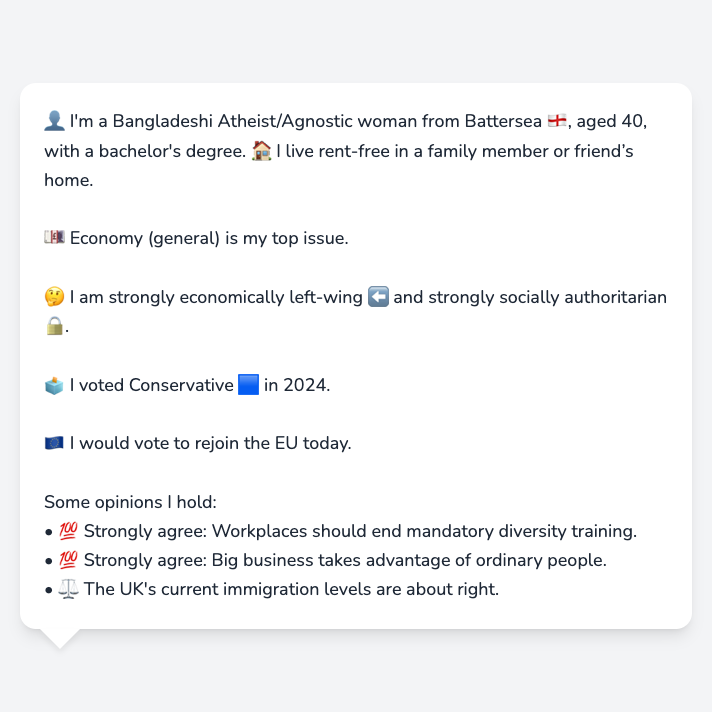 👤 I'm a Bangladeshi Atheist/Agnostic woman from Battersea 🏴󠁧󠁢󠁥󠁮󠁧󠁿, aged 40,
with a bachelor's degree. 🏠 I live rent-free in a family member or friend’s
home.
💷 Economy (general) is my top issue.
🤔 I am strongly economically left-wing ⬅️ and strongly socially authoritarian
🔒.
🗳️ I voted Conservative 🟦 in 2024.
🇪🇺 I would vote to rejoin the EU today.
Some opinions I hold:
• 💯 Strongly agree: Workplaces should end mandatory diversity training.
• 💯 Strongly agree: Big business takes advantage of ordinary people.
• ⚖️ The UK's current immigration levels are about right.